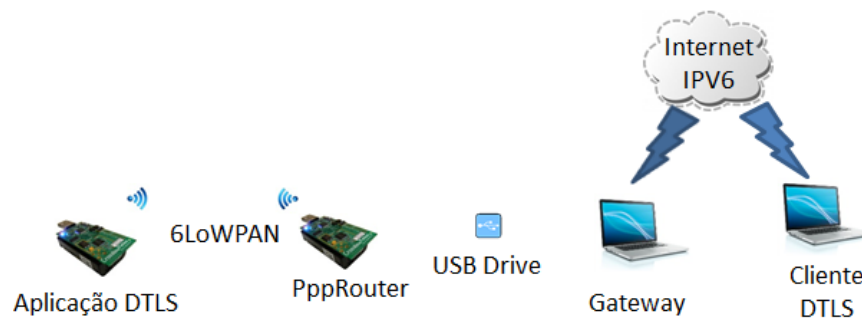 Internet
IPV6
6LoWPAN
USB Drive
Aplicação DTLS
PppRouter
Gateway
Cliente
DTLS